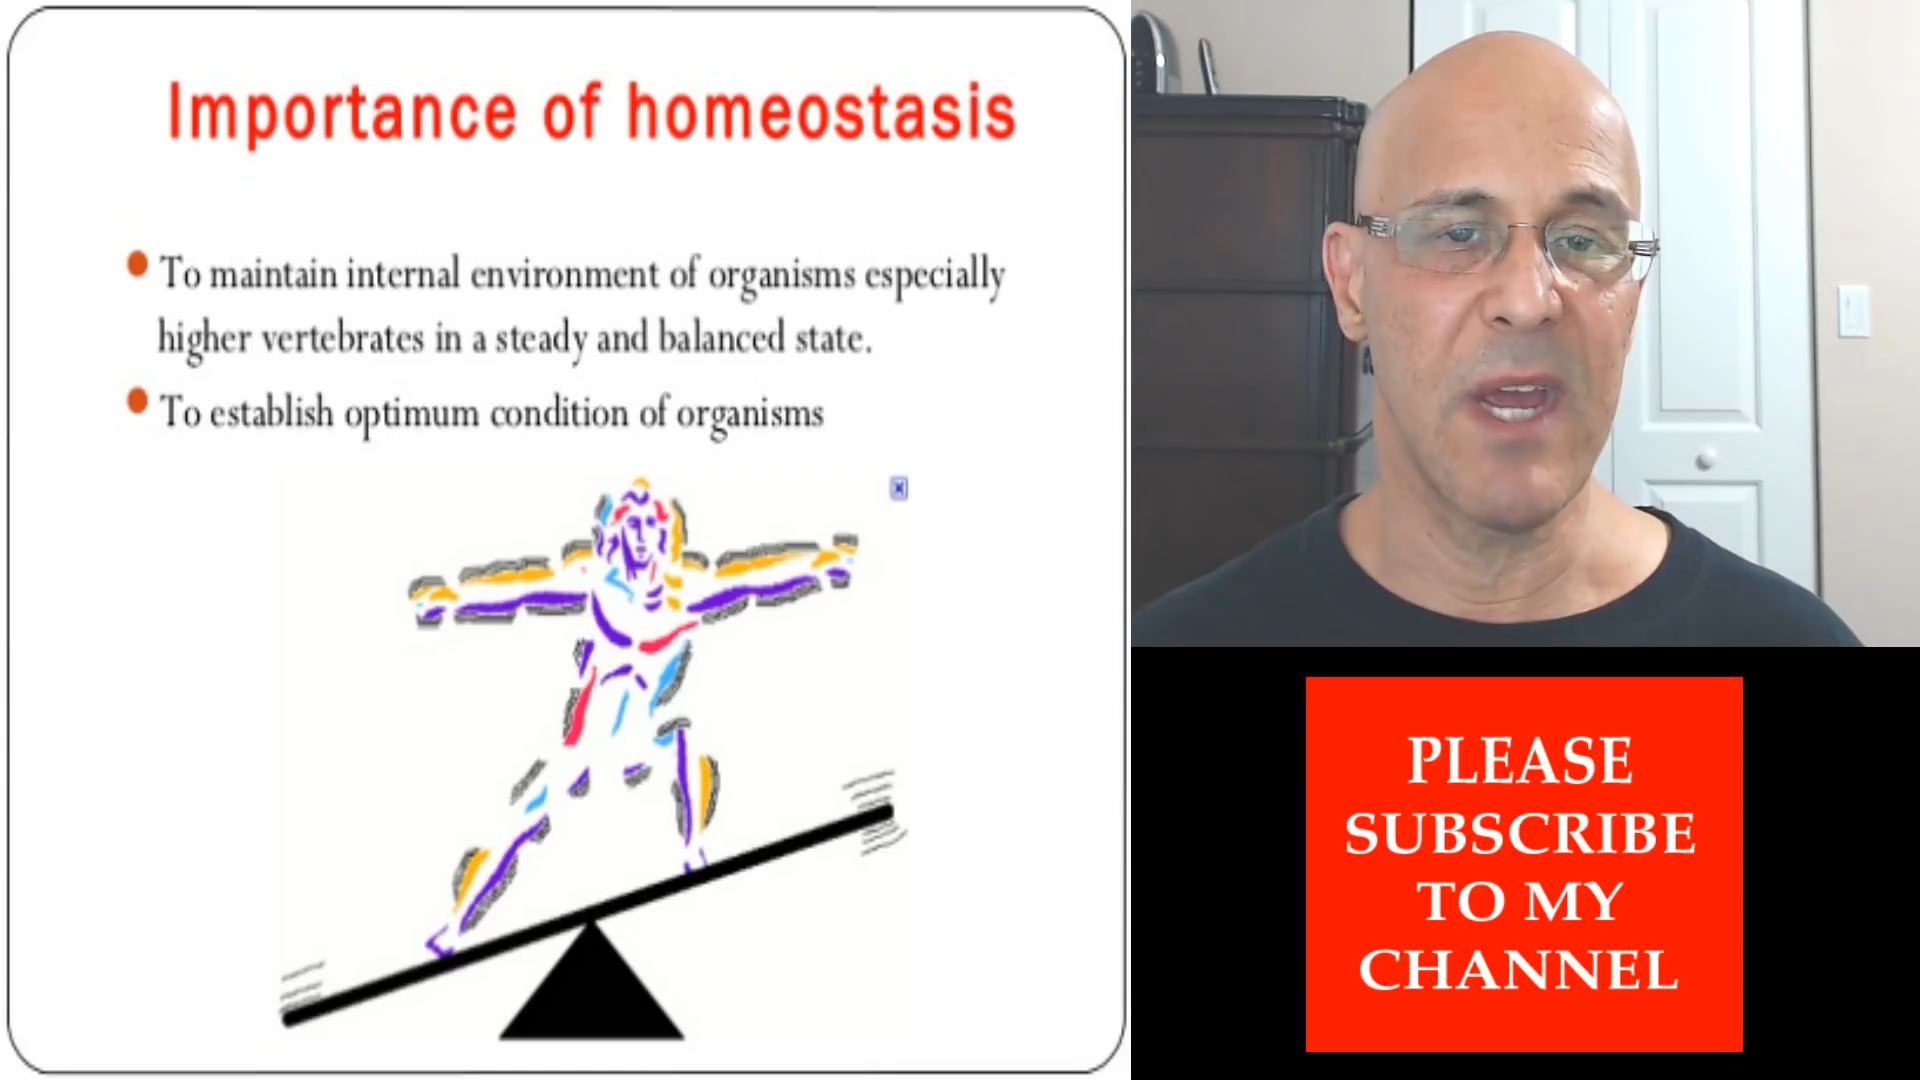 Importance of homeostasis
To maintain internal environment of organisms especially
higher vertebrates in a steady and balanced state.
To establish optimum condition of organisms
PLEASE
SUBSCRIBE
TO MY
CHANNEL